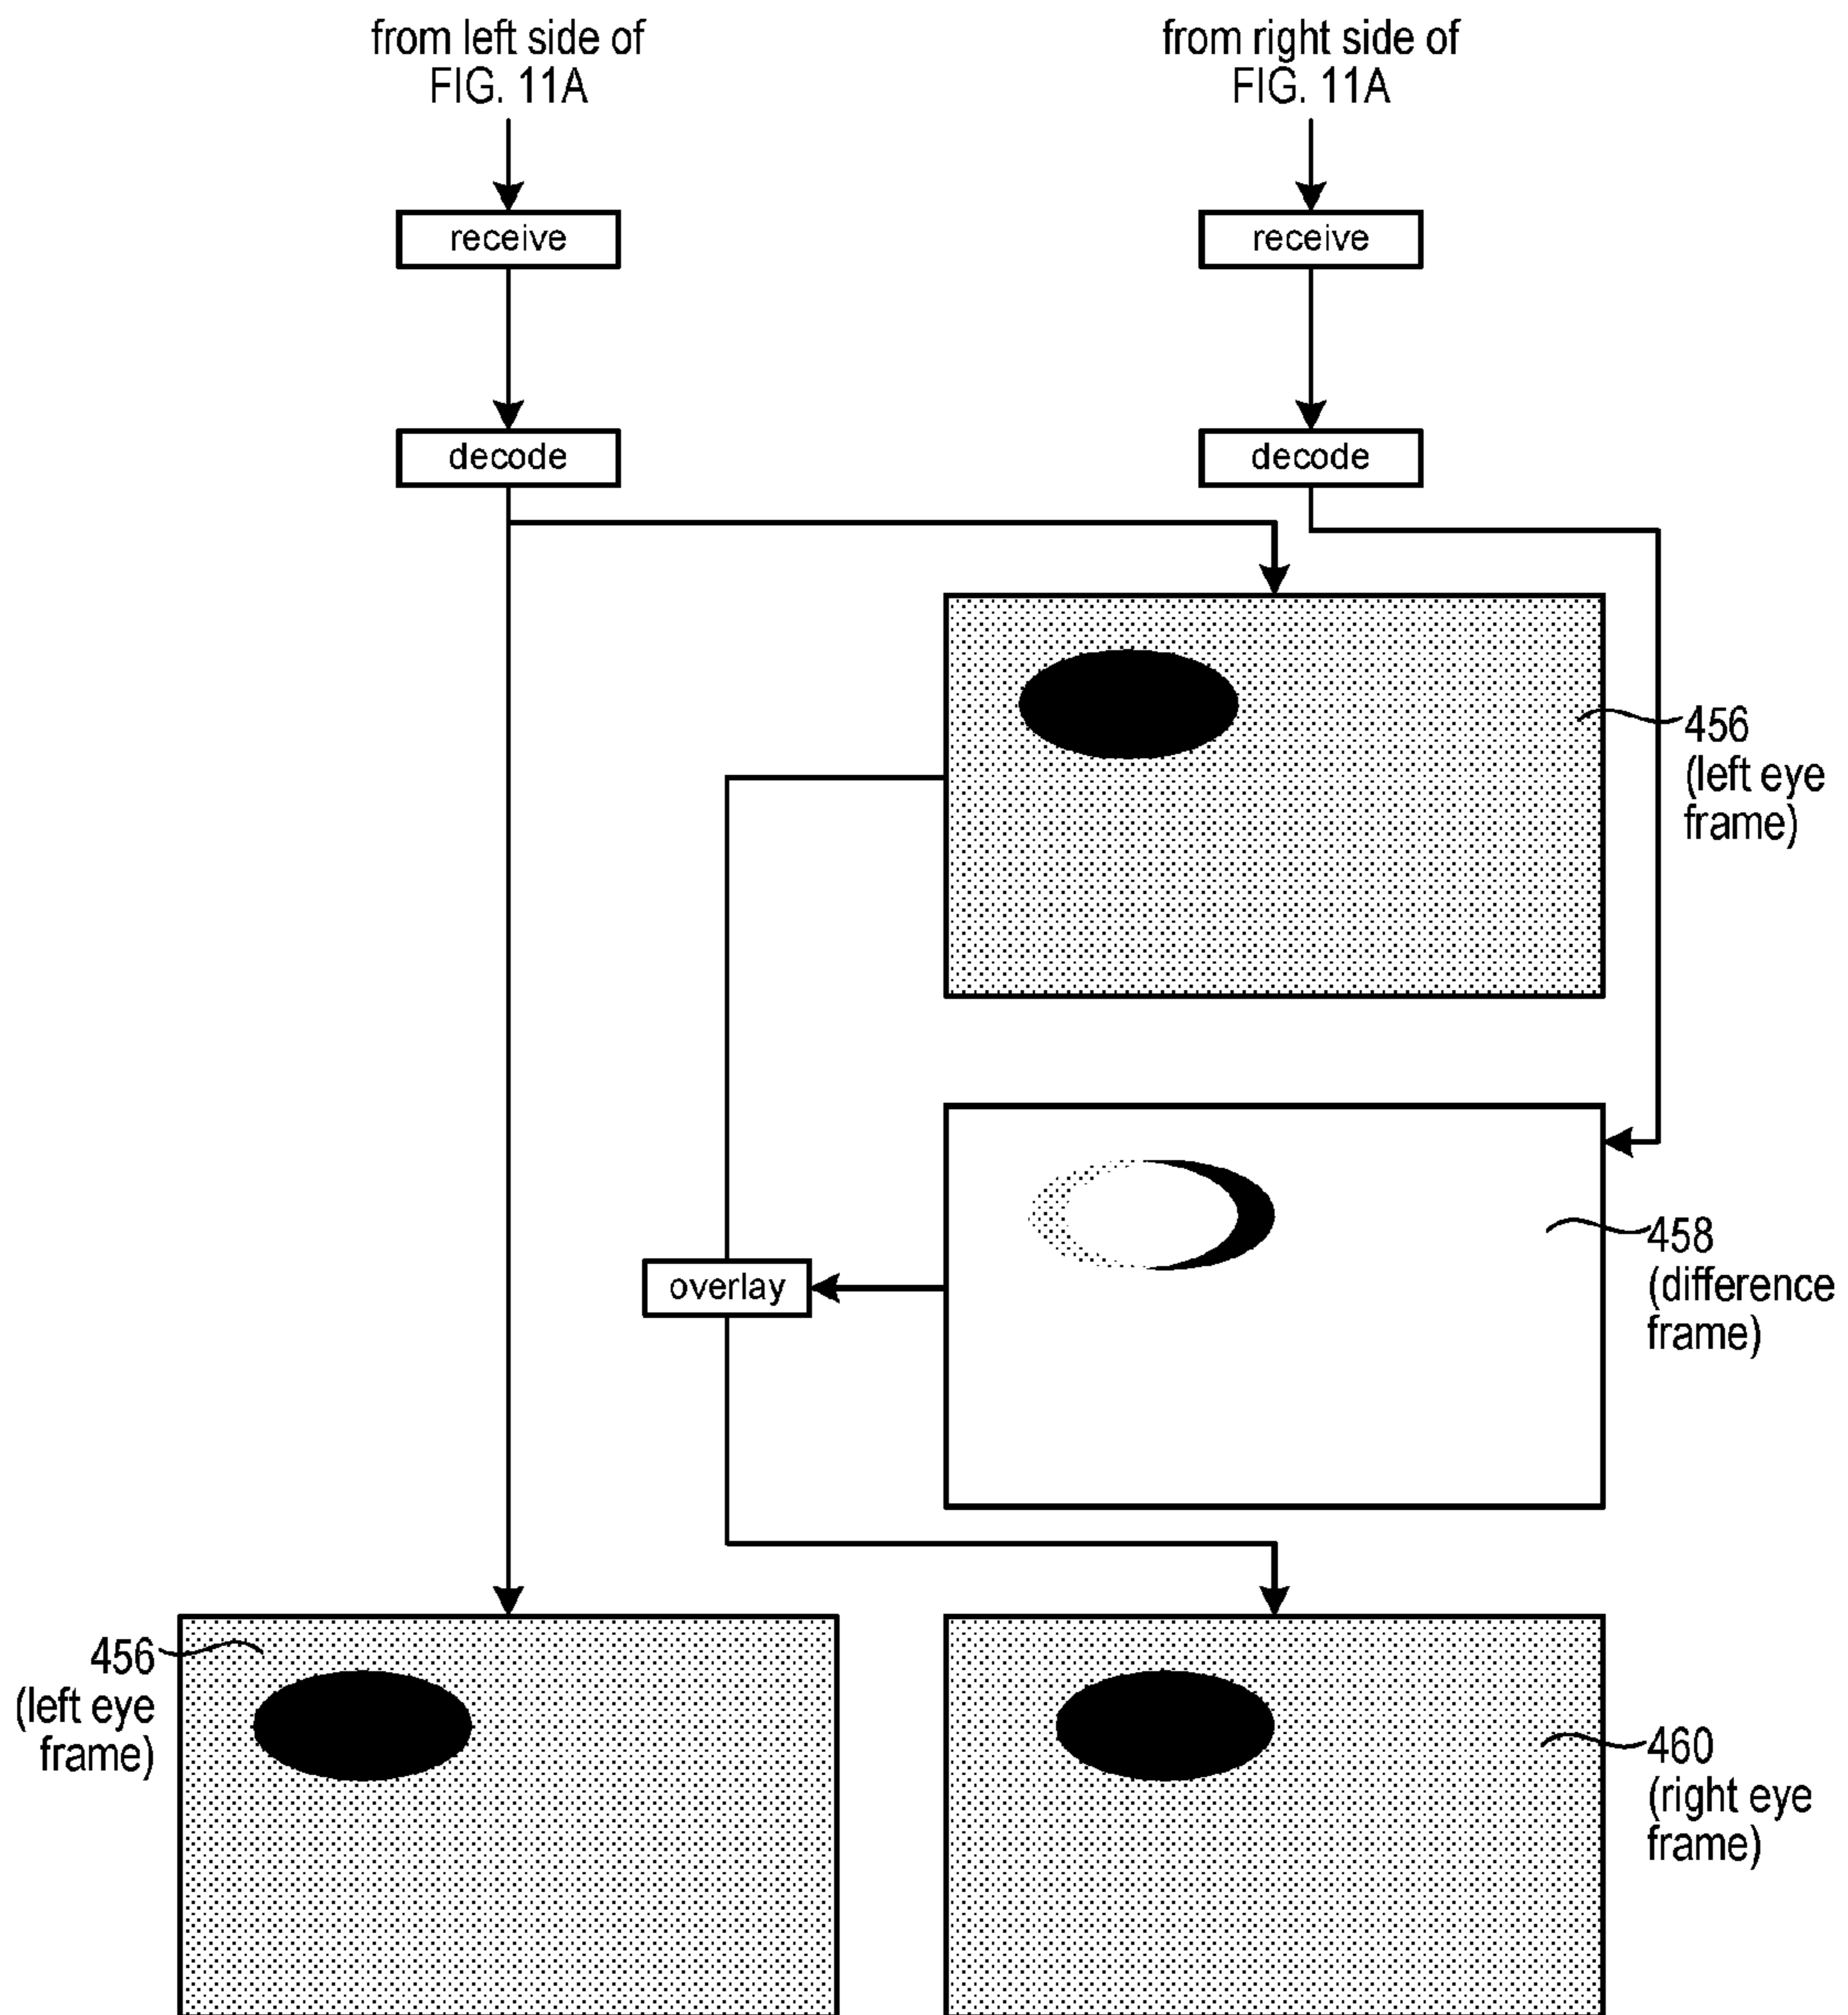 from left side of
FIG. 11A
from right side of
FIG. 11A
receive
receive
decode
decode
456
(left eye
frame)
458
(difference
frame)
overlay
456
(left eye
frame)
460
(right eye
frame)